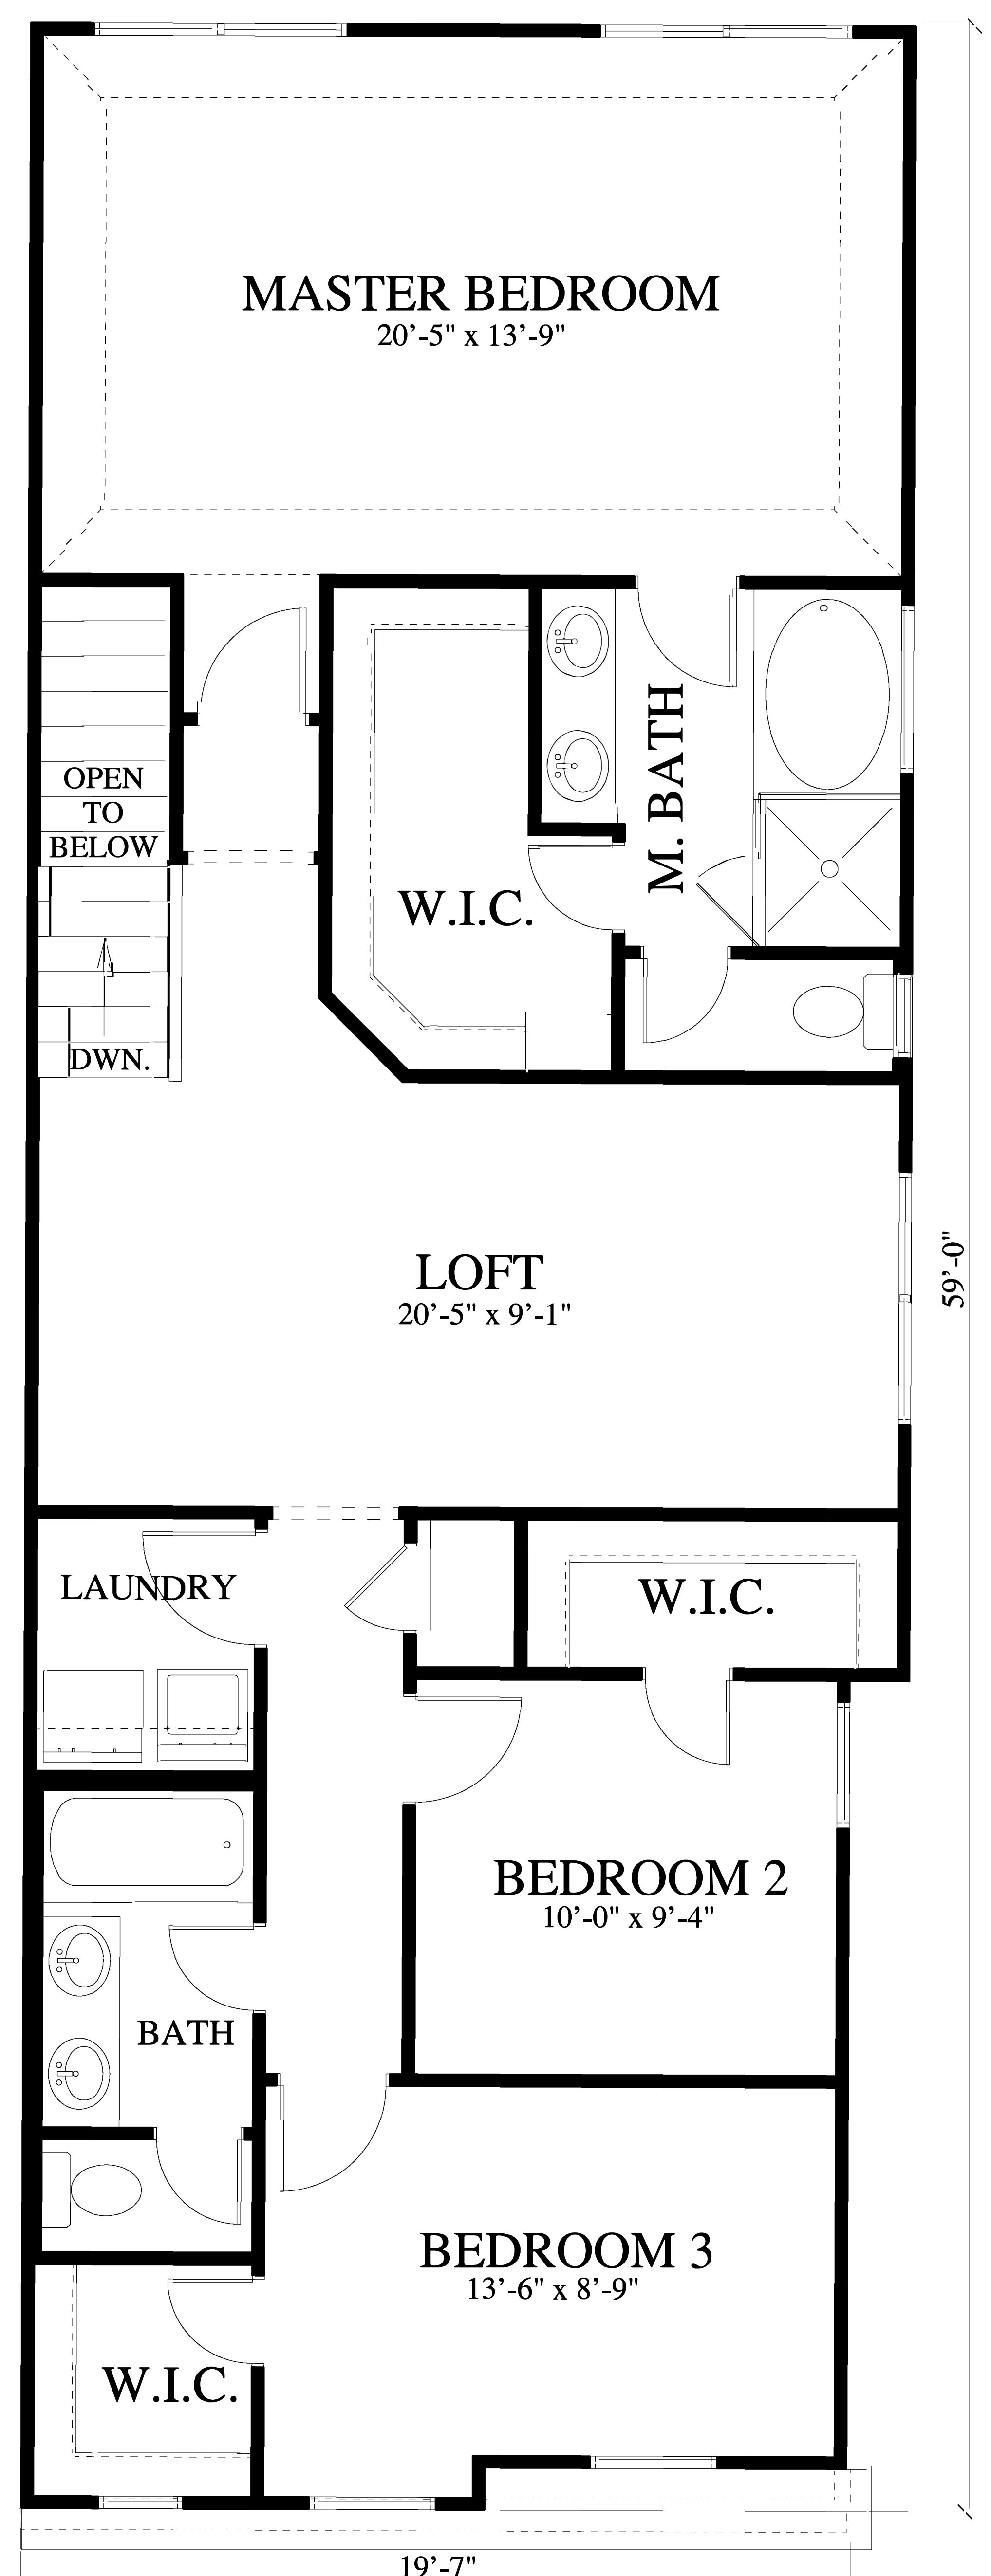 MASTER BEDROOM
20'-5" x 13'-9"
OPEN
TO
BELOW
M. BATH
W.I.C.
DWN.
LOFT
20'-5" x 9'-1"
59'-0"
LAUNDRY
W.I.C.
BEDROOM 2
10'-0" x 9'-4"
BATH
BEDROOM 3
13'-6" x 8'-9"
W.I.C.
19'-7"